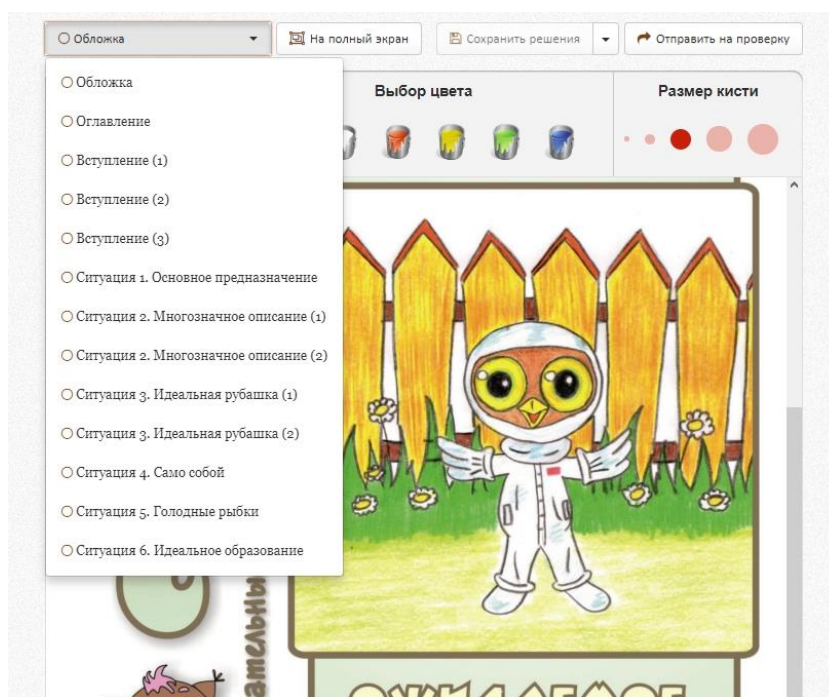 Обложка
На полный экран
Сохранить решения
Отправить на проверку
Выбор цвета
Размер кисти
Обложка
Оглавление
Вступление (1)
Вступление (2)
Вступление (3)
Ситуация 1. Основное предназначение
Ситуация 2. Многозначное описание (1)
Ситуация 2. Многозначное описание (2)
Ситуация 3. Идеальная рубашка (1)
Ситуация 3. Идеальная рубашка (2)
Ситуация 4. Само собой
Ситуация 5. Голодные рыбки
Ситуация 6. Идеальное образование